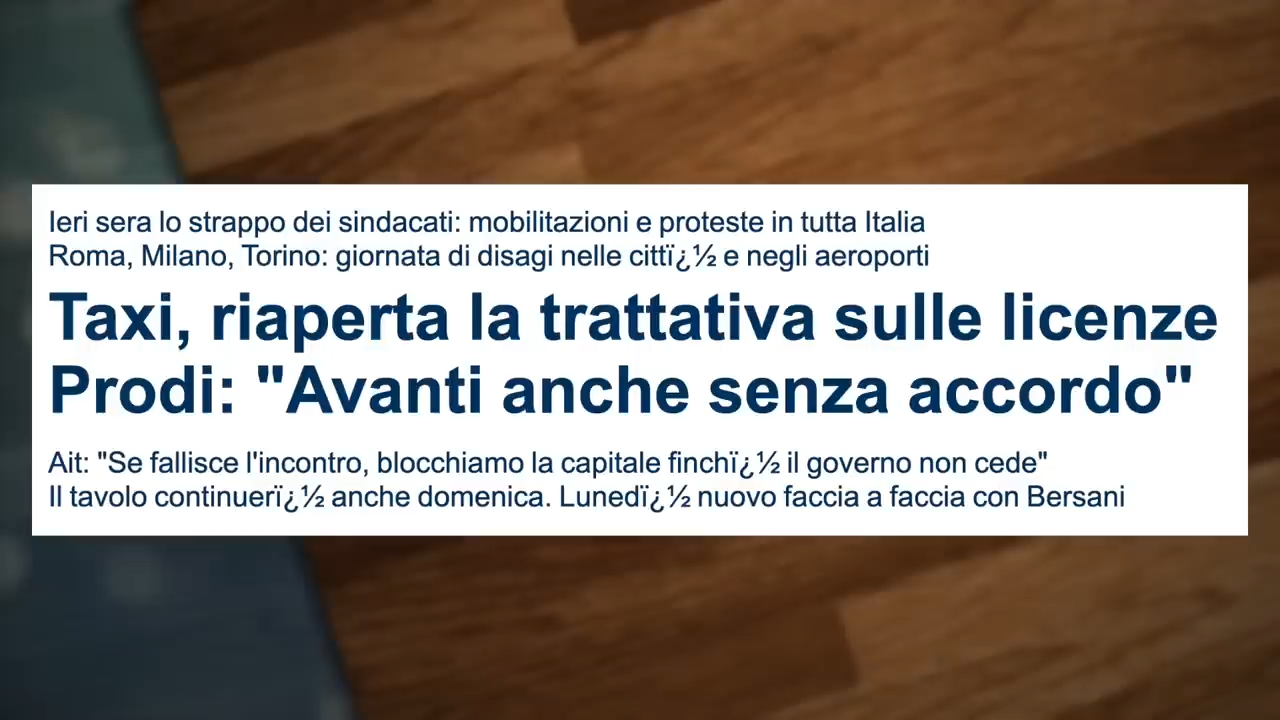 Ieri sera lo strappo dei sindacati: mobilitazioni e proteste in tutta Italia
Roma, Milano, Torino: giornata di disagi nelle cittï¿½ e negli aeroporti
Taxi, riaperta la trattativa sulle licenze
Prodi: "Avanti anche senza accordo"
Ait: "Se fallisce l'incontro, blocchiamo la capitale finchï¿½ il governo non cede"
Il tavolo continuerï¿½ anche domenica. Lunedï¿½ nuovo faccia a faccia con Bersani